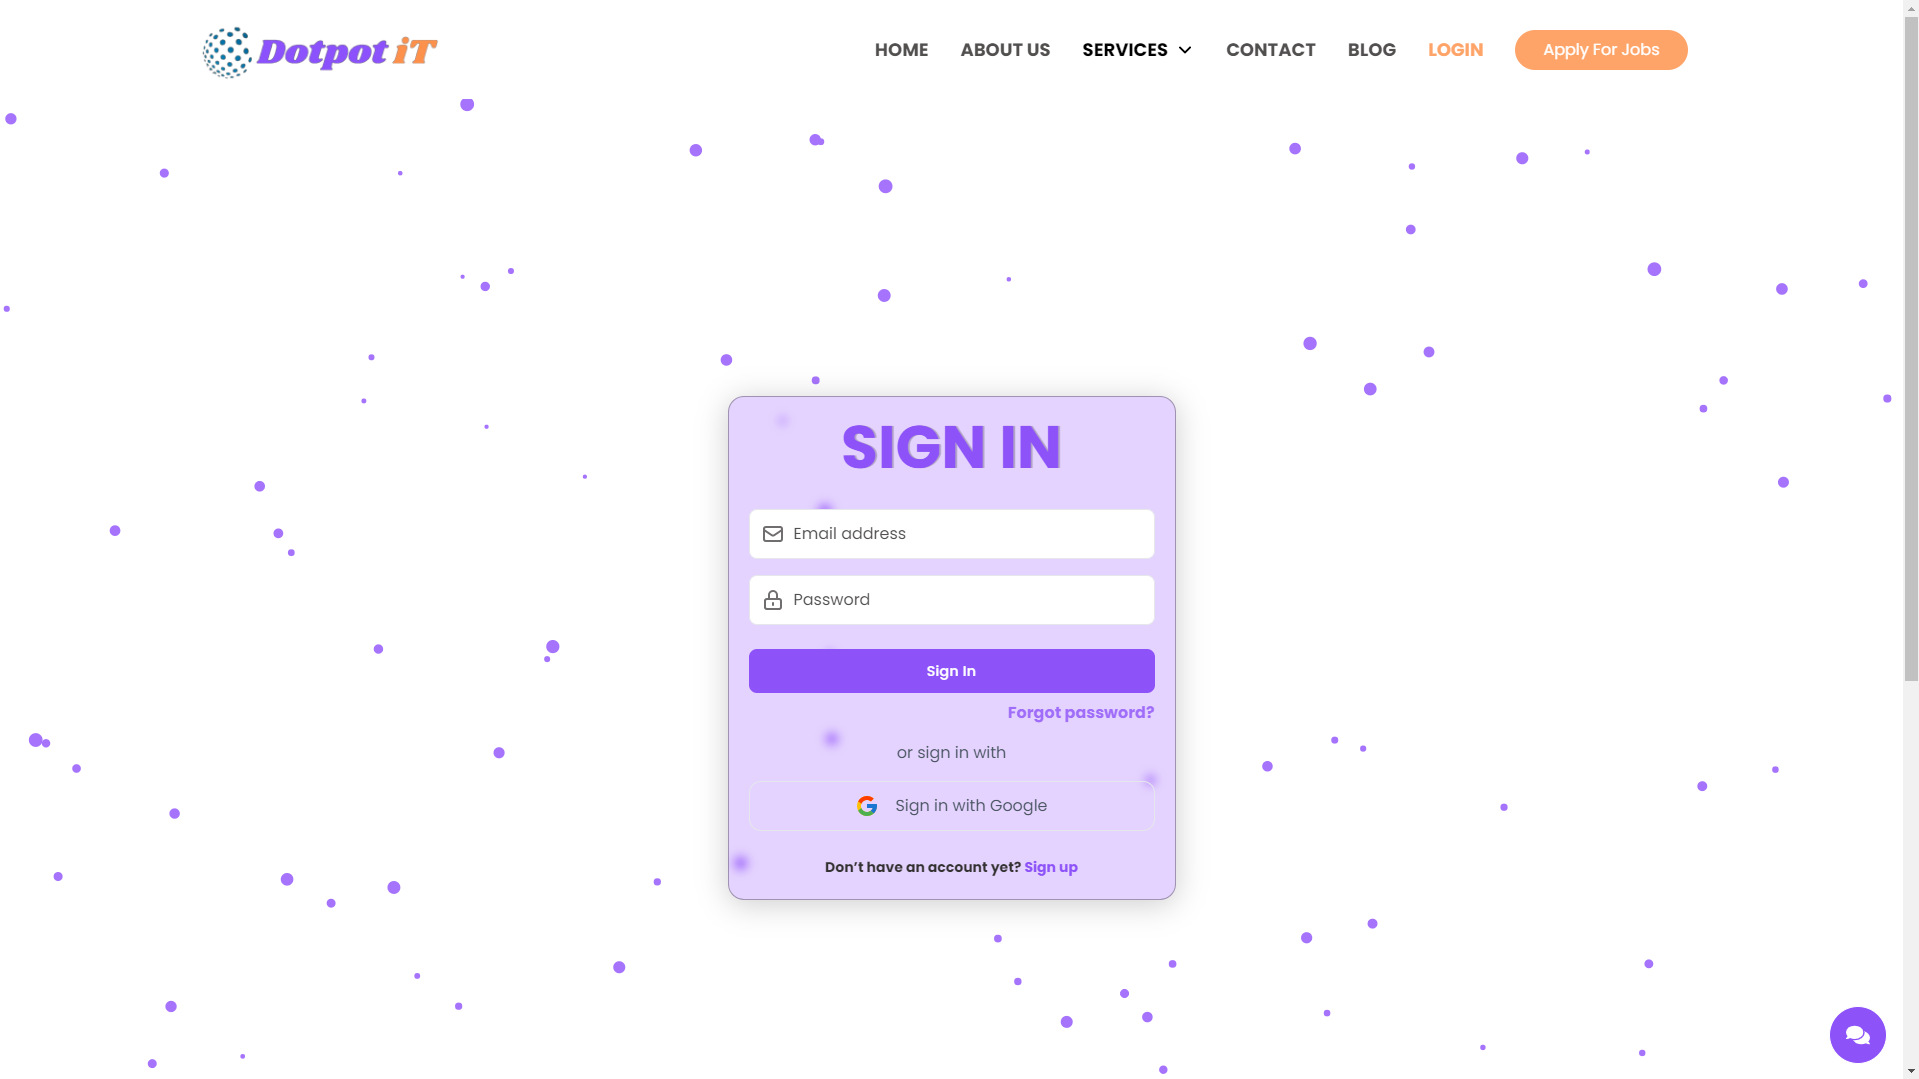 Dotpot iT
HOME ABOUT US SERVICES CONTACT BLOG LOGIN Apply For Jobs
SIGN IN
Email address
Password
Sign In
Forgot password?
or sign in with
Sign in with Google
Don’t have an account yet? Sign up